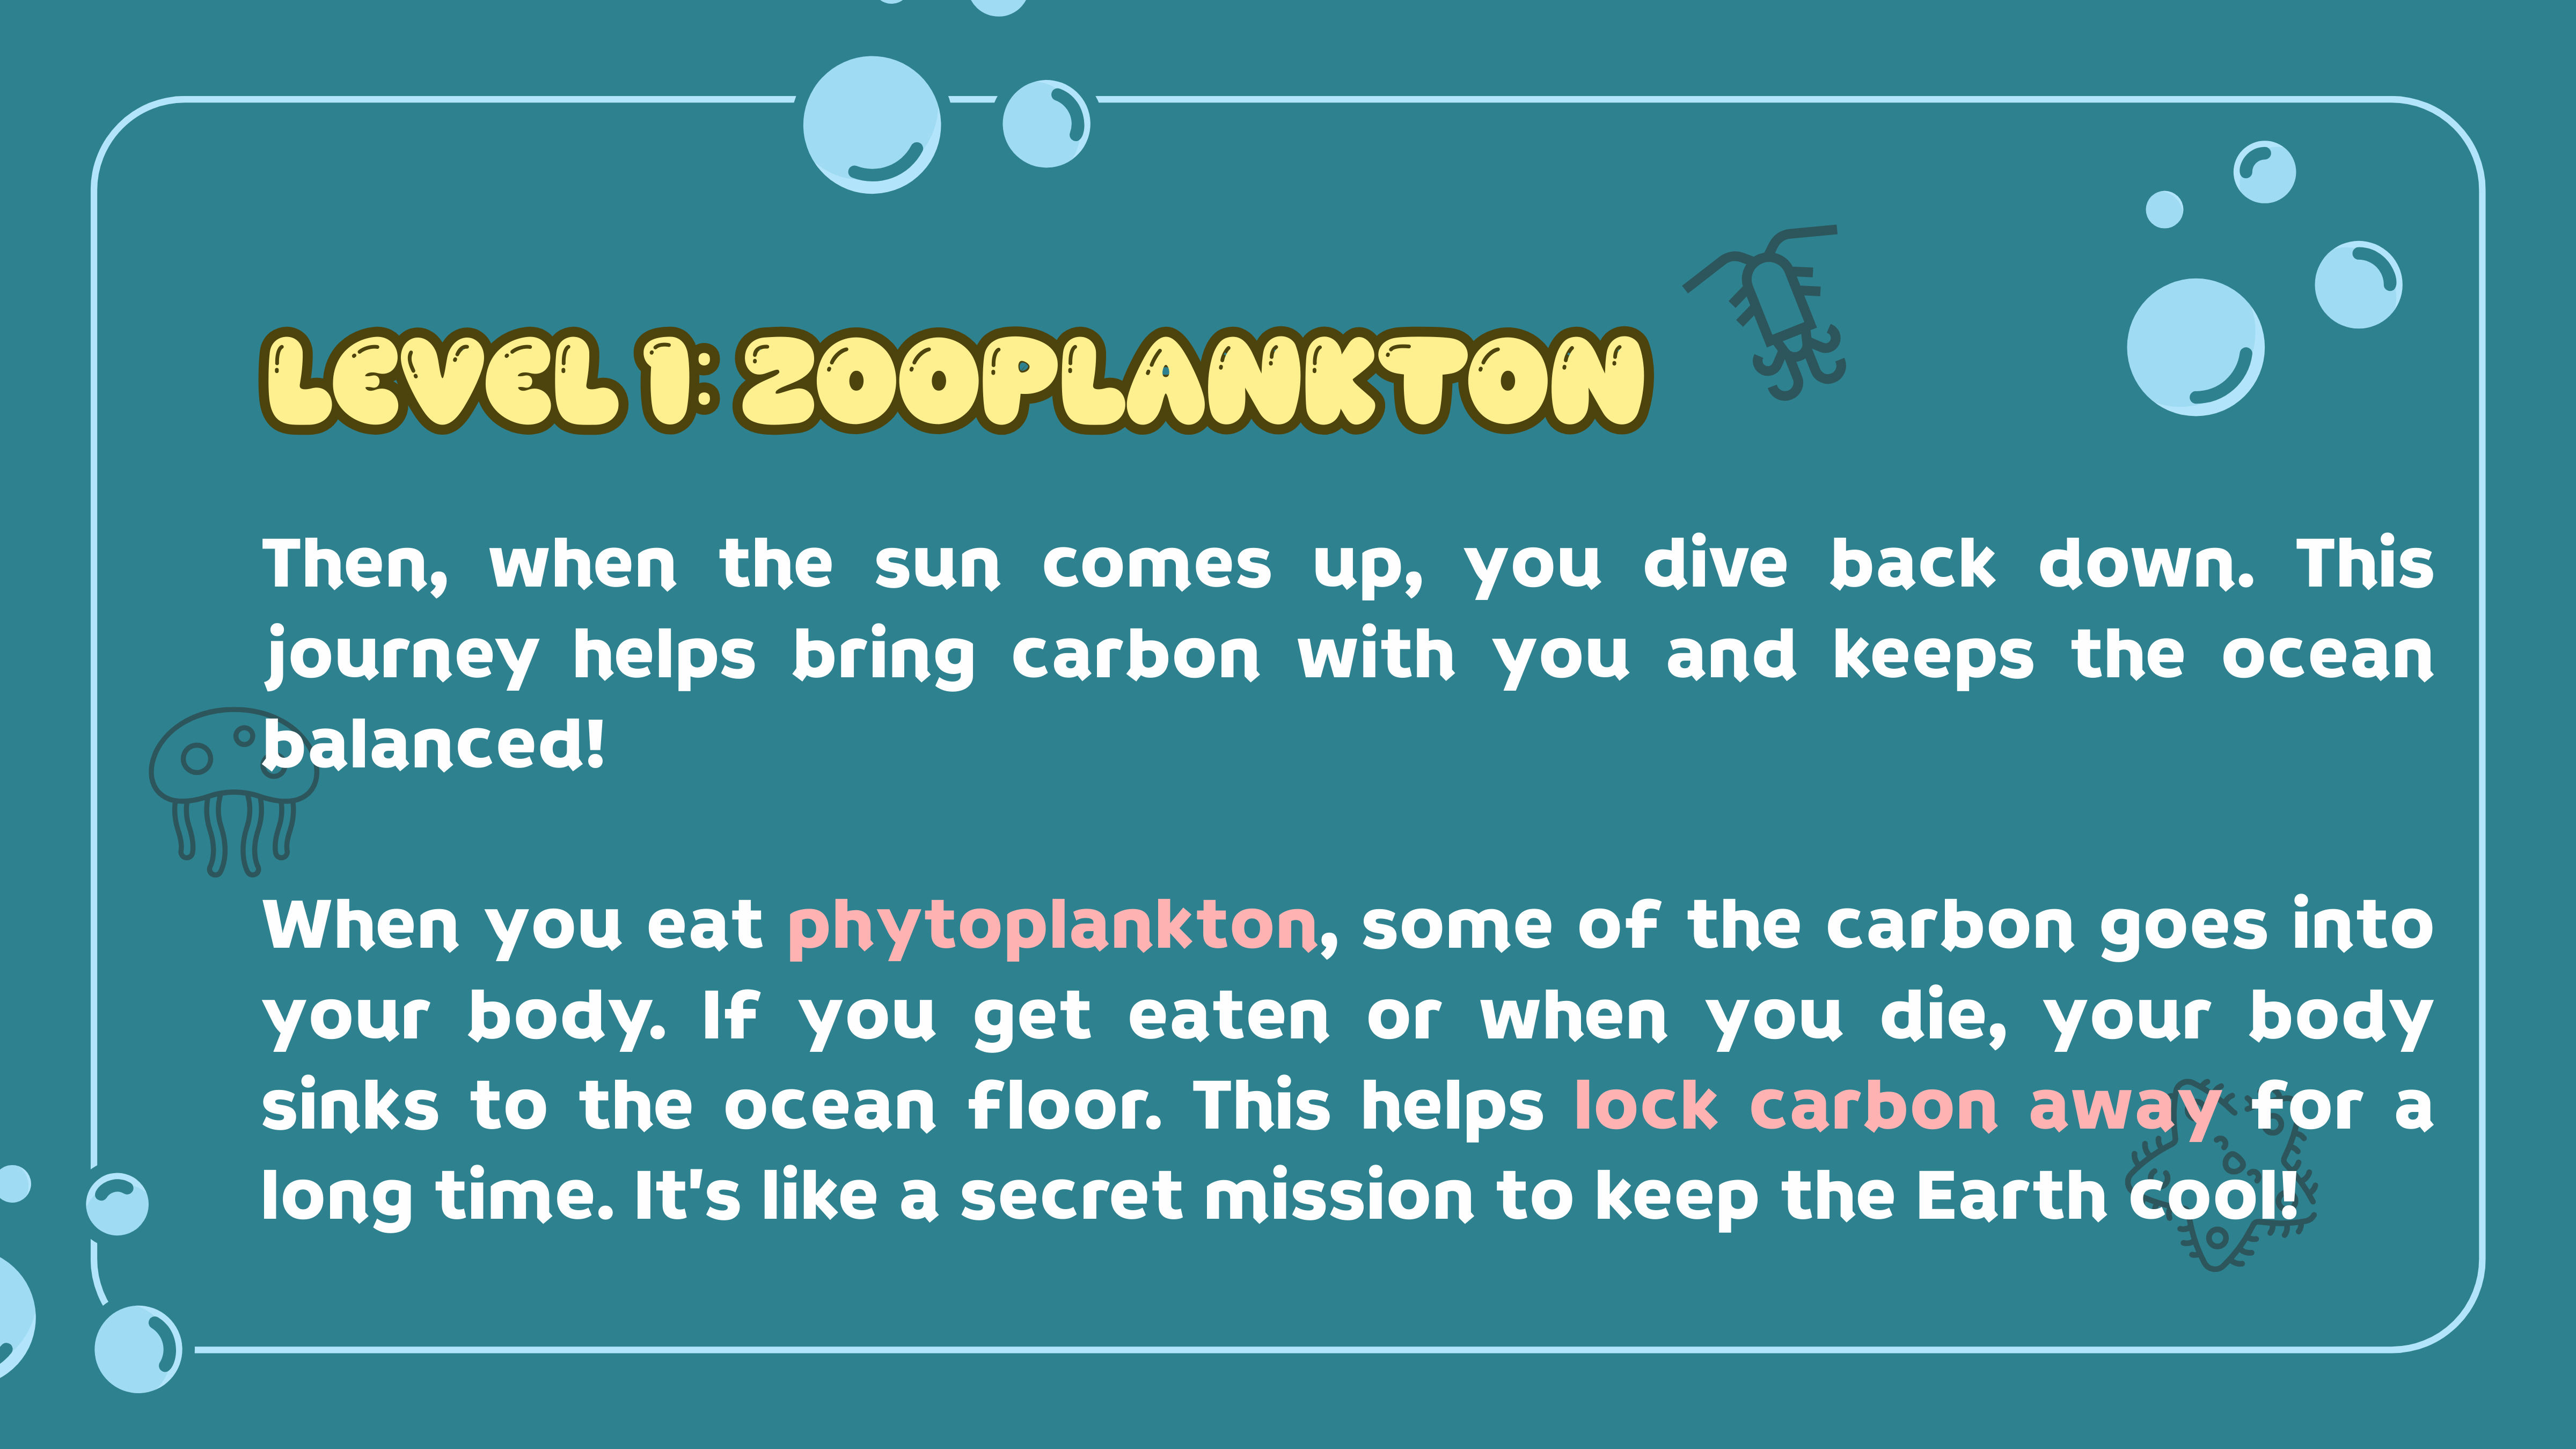 LEVEL 1: ZOOPLANKTON
Then, when the sun comes up, you dive back down. This
journey helps bring carbon with you and keeps the ocean
balanced!
When you eat phytoplankton, some of the carbon goes into
your body. If you get eaten or when you die, your body
sinks to the ocean floor. This helps lock carbon away for a
long time. It's like a secret mission to keep the Earth cool!